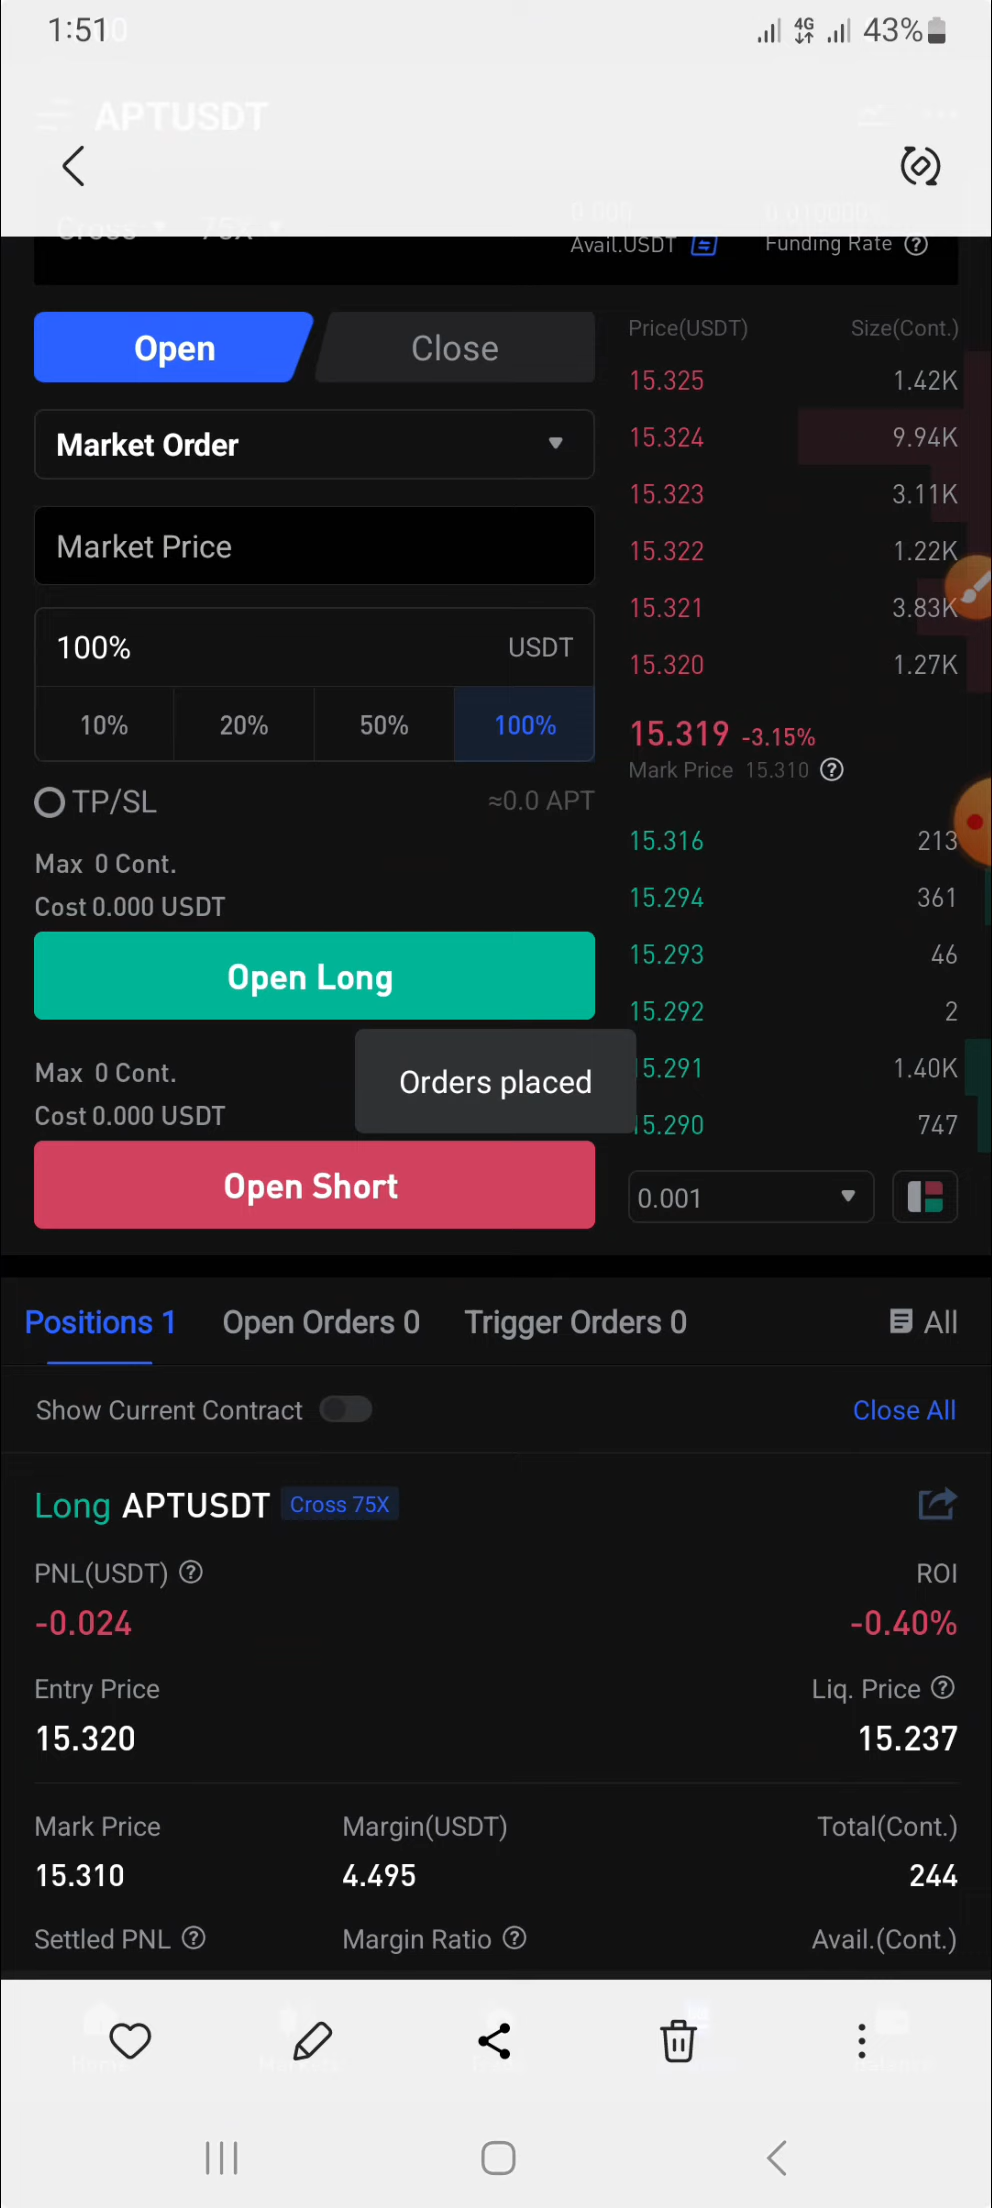 1:51
4G
43%
APTUSDT
Cross 75X
Avail.USDT
Funding Rate
Open
Close
Price(USDT)
Size(Cont.)
15.325 1.42K
Market Order
15.324 9.94K
15.323 3.11K
Market Price
15.322 1.22K
15.321 3.83K
100% USDT
15.320 1.27K
10% 20% 50% 100%
15.319 -3.15%
Mark Price 15.310
TP/SL ≈0.0 APT
15.316 213
Max 0 Cont.
15.294 361
Cost 0.000 USDT
15.293 46
Open Long
15.292 2
Max 0 Cont.
Orders placed
15.291 1.40K
Cost 0.000 USDT
15.290 747
Open Short
0.001
Positions 1
Open Orders 0
Trigger Orders 0
All
Show Current Contract
Close All
Long APTUSDT Cross 75X
PNL(USDT) ROI
-0.024 -0.40%
Entry Price Liq. Price
15.320 15.237
Mark Price Margin(USDT) Total(Cont.)
15.310 4.495 244
Settled PNL Margin Ratio Avail.(Cont.)